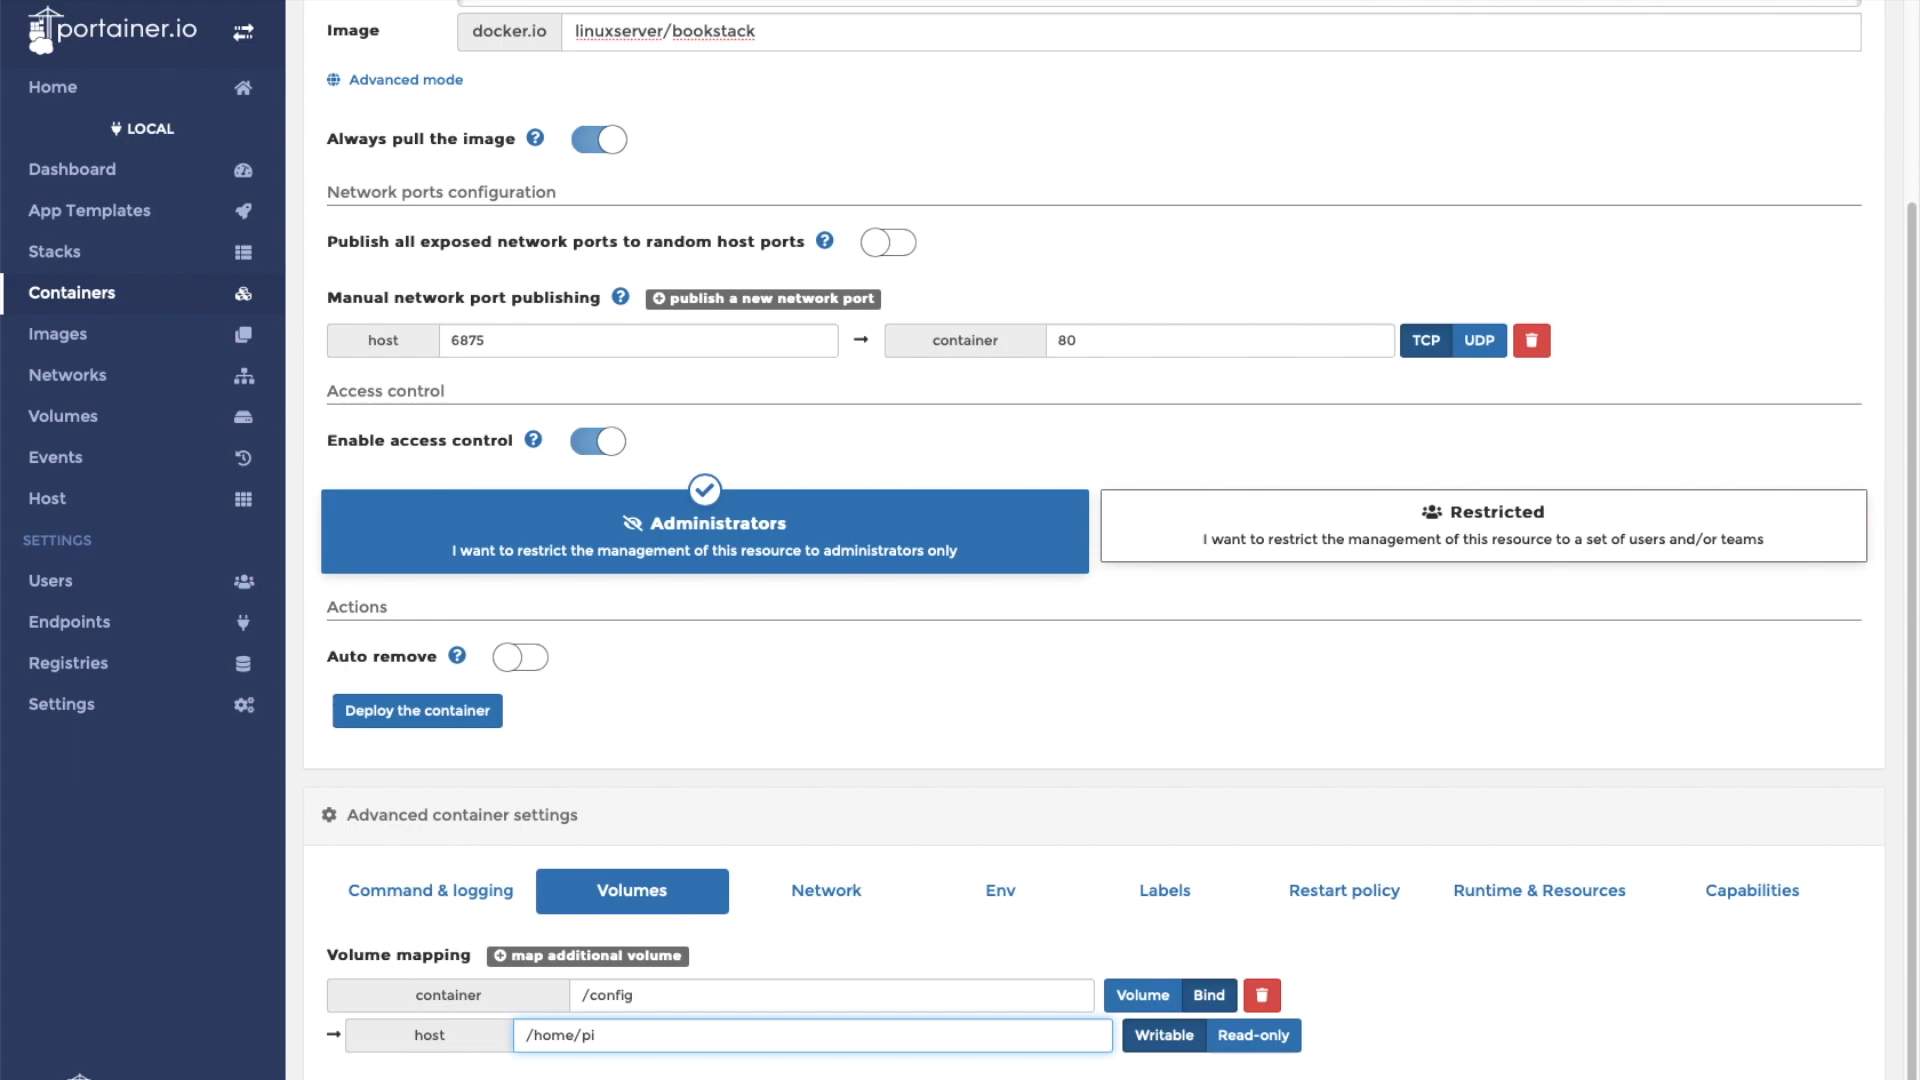 portainer.io
Home
LOCAL
Dashboard
App Templates
Stacks
Containers
Images
Networks
Volumes
Events
Host
SETTINGS
Users
Endpoints
Registries
Settings
Image docker.io linuxserver/bookstack
Advanced mode
Always pull the image
Network ports configuration
Publish all exposed network ports to random host ports
Manual network port publishing publish a new network port
host 6875 container 80 TCP UDP
Access control
Enable access control
Administrators
I want to restrict the management of this resource to administrators only
Restricted
I want to restrict the management of this resource to a set of users and/or teams
Actions
Auto remove
Deploy the container
Advanced container settings
Command & logging Volumes Network Env Labels Restart policy Runtime & Resources Capabilities
Volume mapping map additional volume
container /config Volume Bind
host /home/pi Writable Read-only